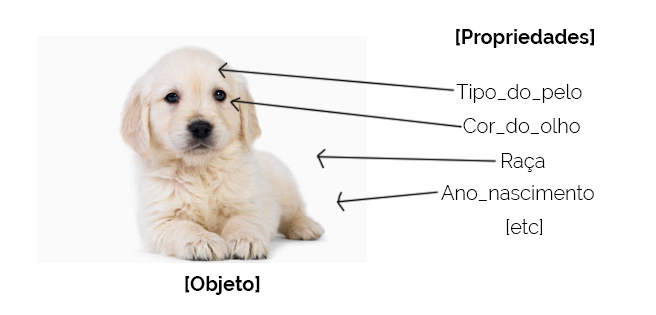 [Propriedades]
Tipo_do_pelo
Cor_do_olho
Raça
Ano_nascimento
[etc]
[Objeto]